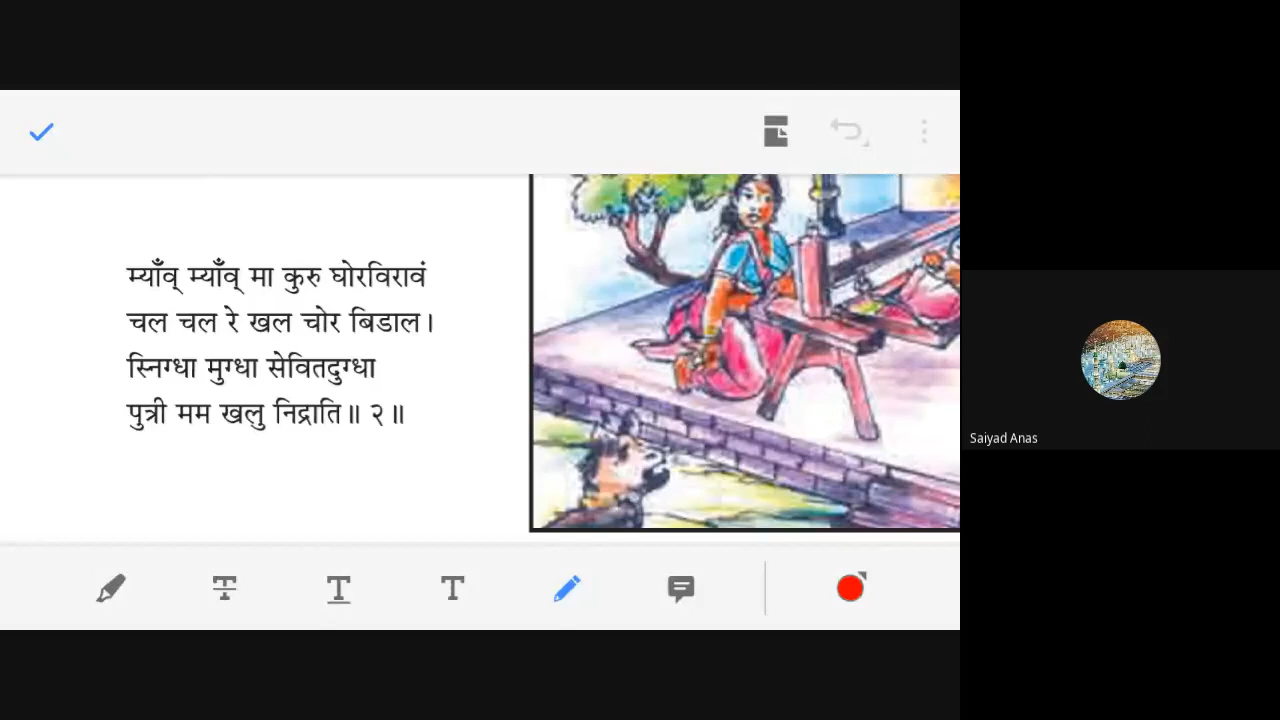 म्याँव् म्याँव् मा कुरु घोरविरावं
चल चल रे खल चोर बिडाल।
स्निग्धा मुग्धा सेवितदुग्धा
पुत्री मम खलु निद्राति॥ २॥
Saiyad Anas